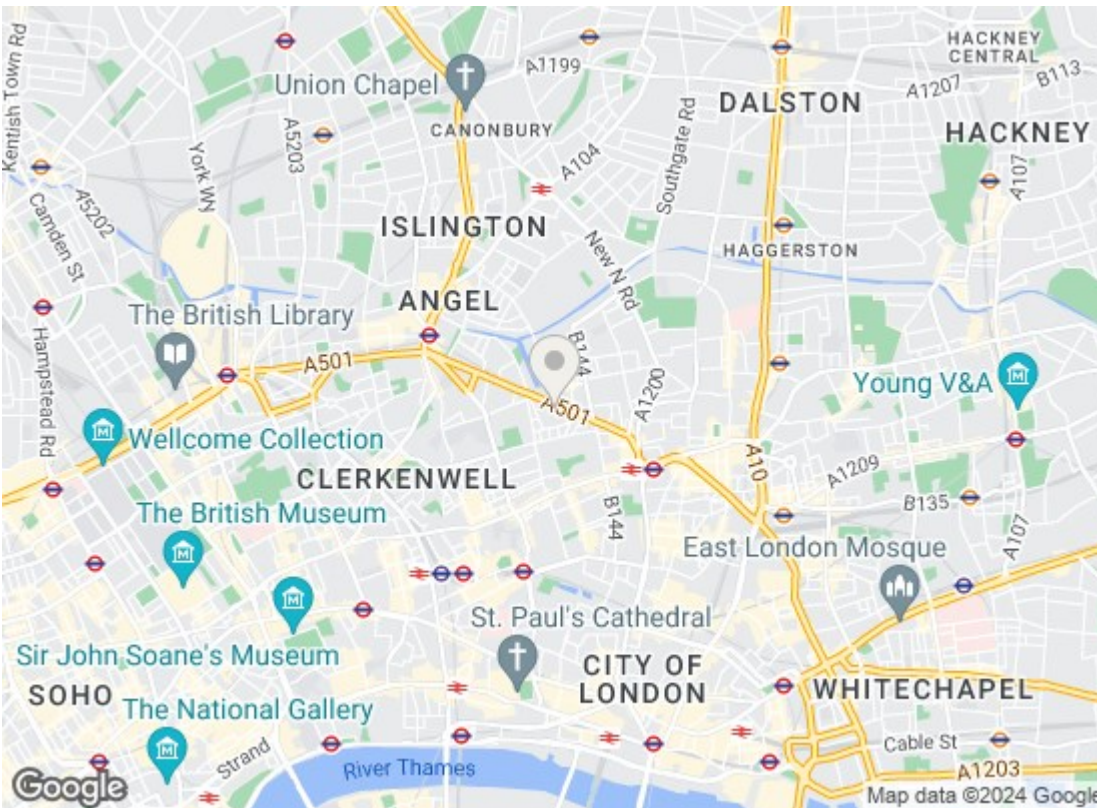 HACKNEY
CENTRAL
Kentish Town Rd
Union Chapel
A1199
B113
A1207
DALSTON
CANONBURY
HACKNEY
A5203
York Wy
A104
Southgate Rd
A107
A5202
Camden St
ISLINGTON
New N Rd
HAGGERSTON
ANGEL
The British Library
Hampstead Rd
A501
B144
A1200
Young V&A
A501
Wellcome Collection
A10
CLERKENWELL
A1209
The British Museum
B144
B135
A107
East London Mosque
St. Paul's Cathedral
Sir John Soane's Museum
CITY OF
LONDON
SOHO
WHITECHAPEL
The National Gallery
Strand
Cable St
River Thames
A1203
Google
Map data ©2024 Google